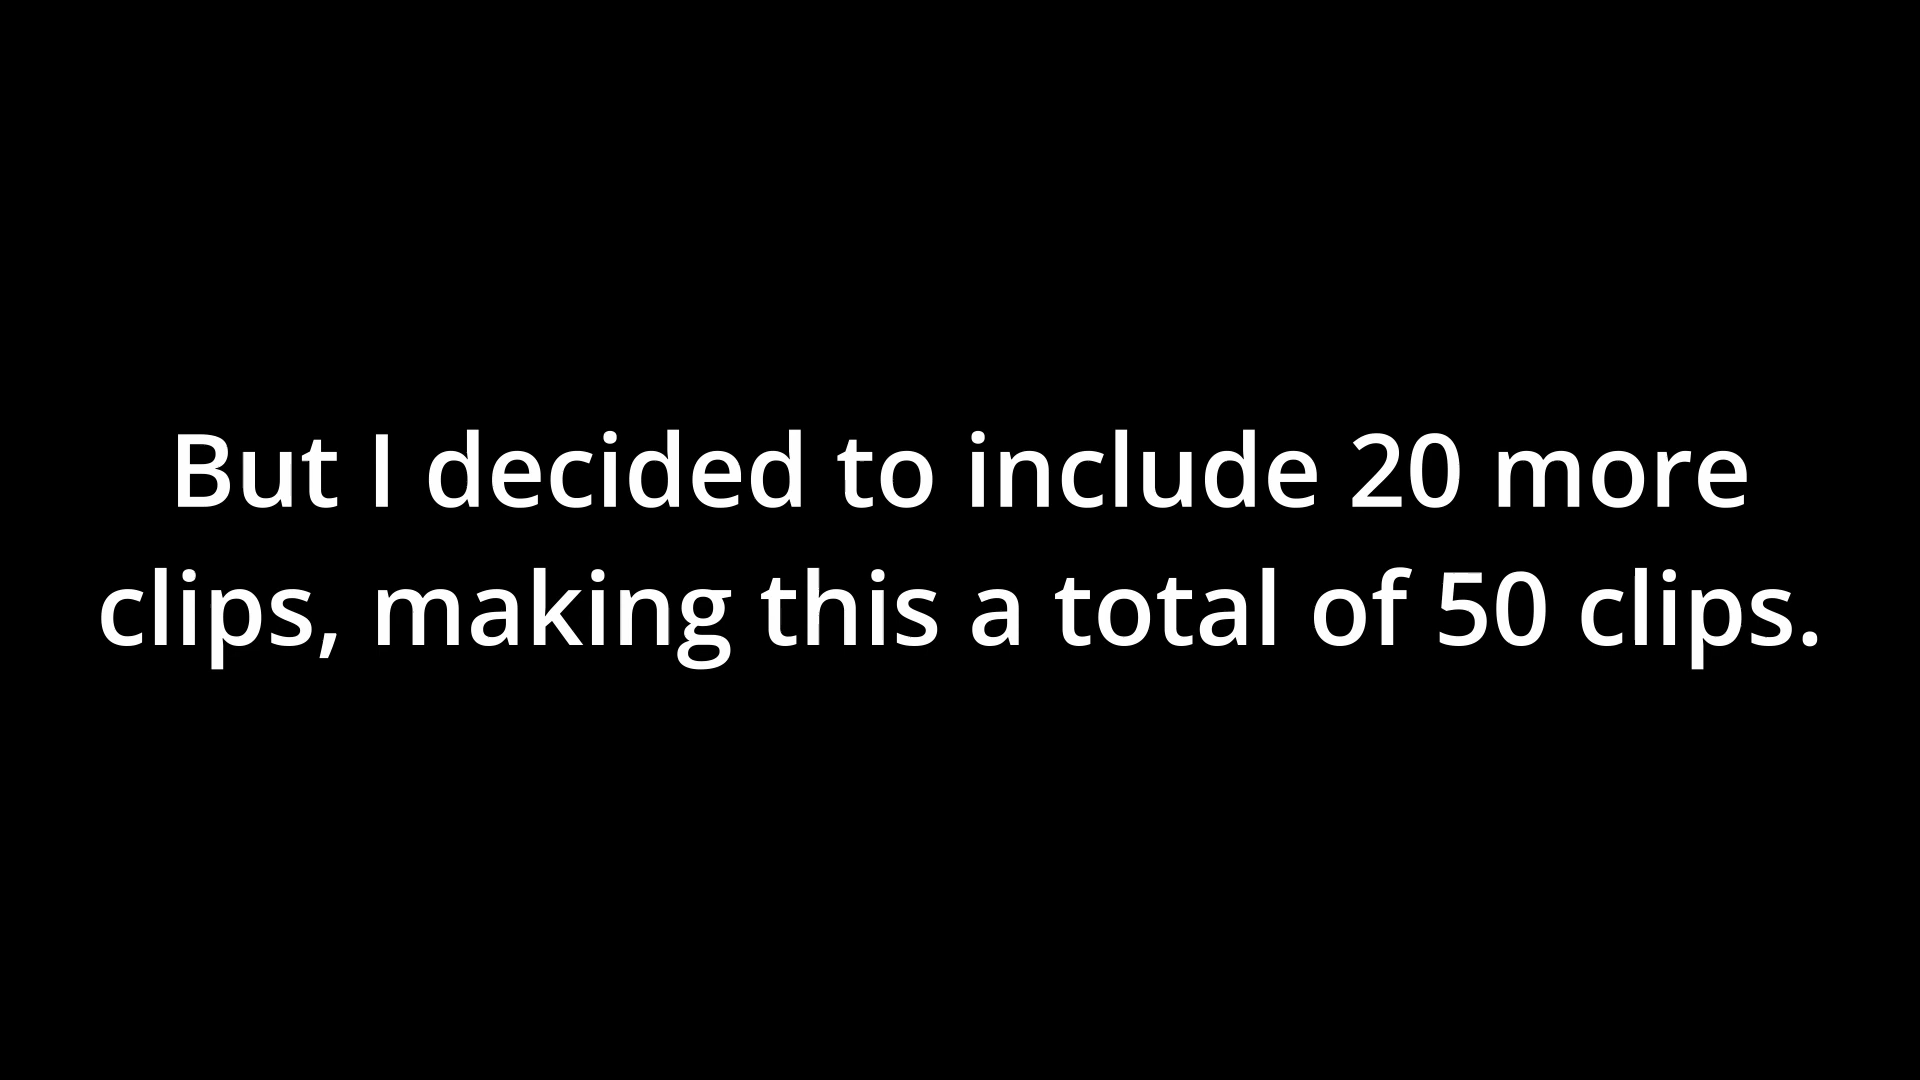 But I decided to include 20 more
clips, making this a total of 50 clips.